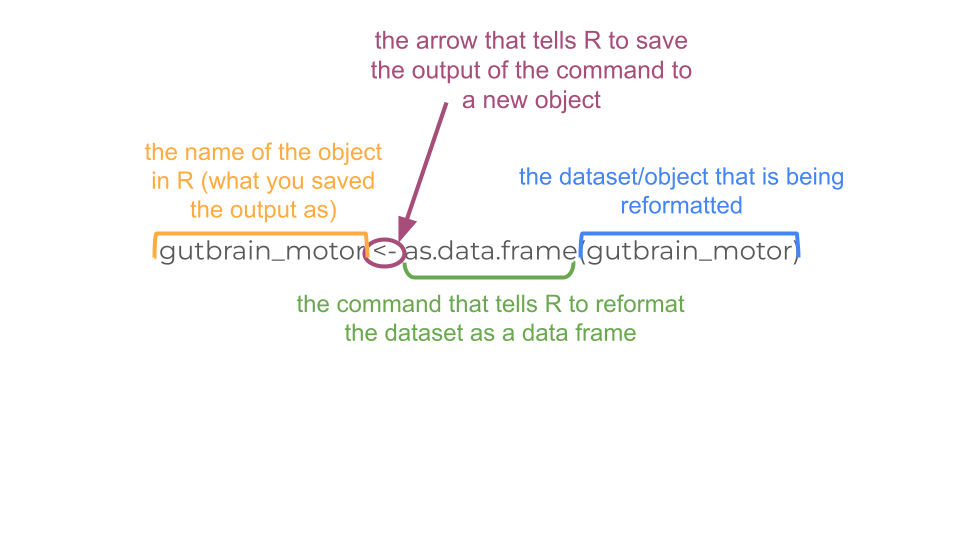 the arrow that tells R to save
the output of the command to
a new object
the name of the object
in R (what you saved
the output as)
the dataset/object that is being
reformatted
gutbrain_motor <- as.data.frame(gutbrain_motor)
the command that tells R to reformat
the dataset as a data frame